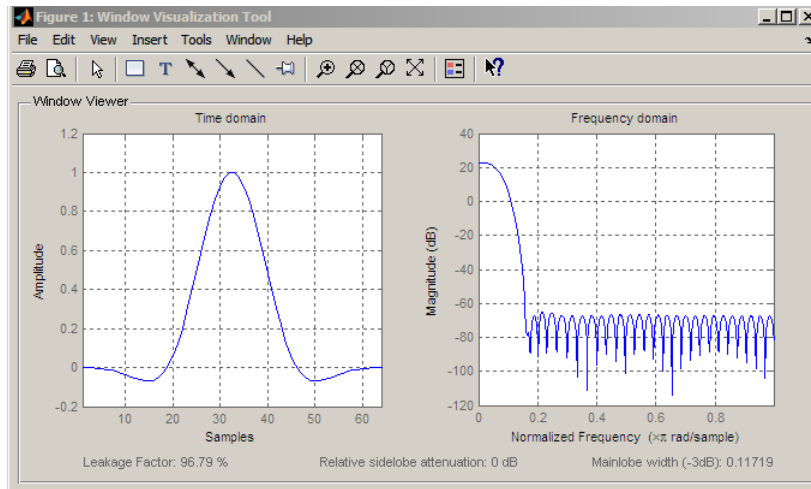 Figure 1: Window Visualization Tool
File Edit View Insert Tools Window Help
T
Window Viewer
Time domain
1.2
1
0.8
0.6
0.4
0.2
0
-0.2
Amplitude
10 20 30 40 50 60
Samples
Frequency domain
40
20
0
-20
-40
-60
-80
-100
-120
Magnitude (dB)
0 0.2 0.4 0.6 0.8
Normalized Frequency (×π rad/sample)
Leakage Factor: 96.79 % Relative sidelobe attenuation: 0 dB Mainlobe width (-3dB): 0.11719